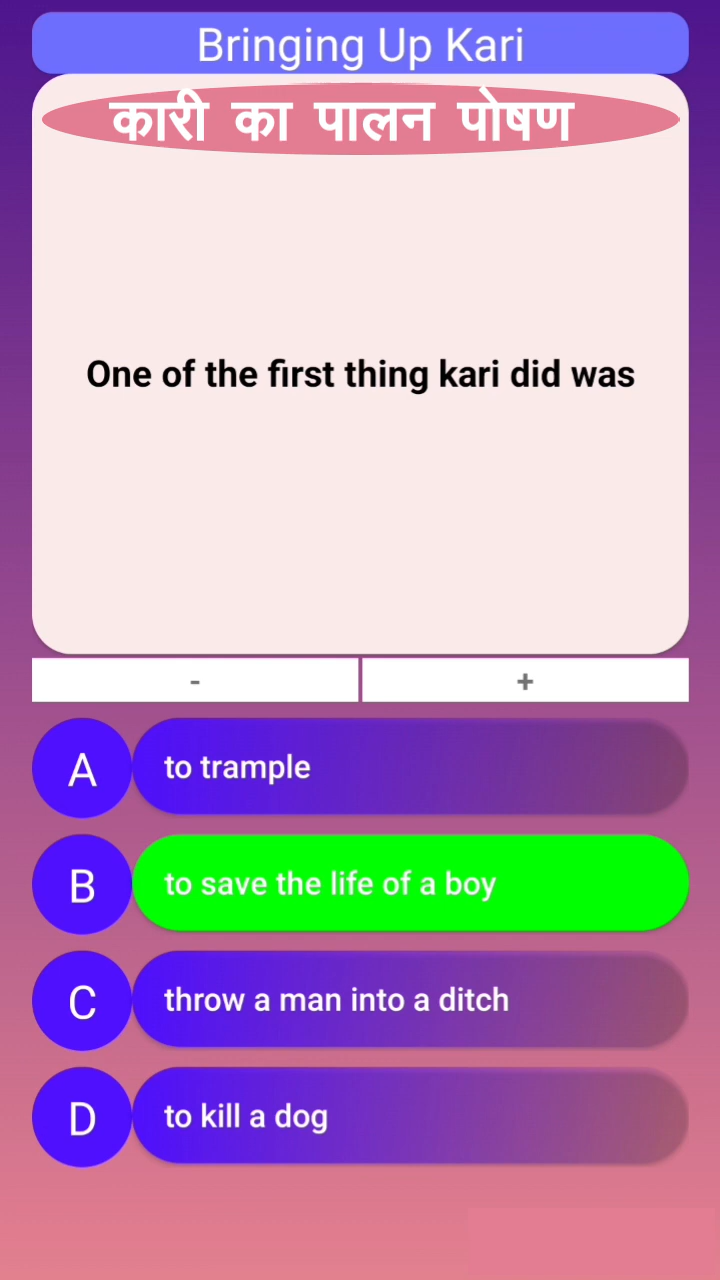 Bringing Up Kari
कारी का पालन पोषण
One of the first thing kari did was
- +
A to trample
B to save the life of a boy
C throw a man into a ditch
D to kill a dog